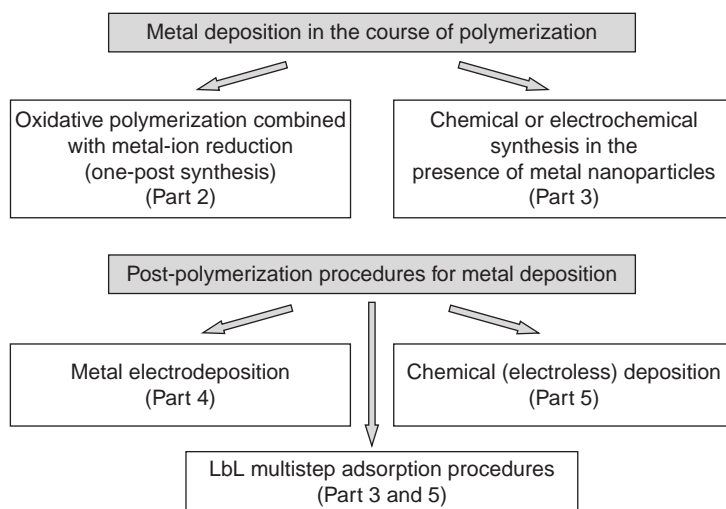 Metal deposition in the course of polymerization
Oxidative polymerization combined
with metal-ion reduction
(one-post synthesis)
(Part 2)
Chemical or electrochemical
synthesis in the
presence of metal nanoparticles
(Part 3)
Post-polymerization procedures for metal deposition
Metal electrodeposition
(Part 4)
Chemical (electroless) deposition
(Part 5)
LbL multistep adsorption procedures
(Part 3 and 5)